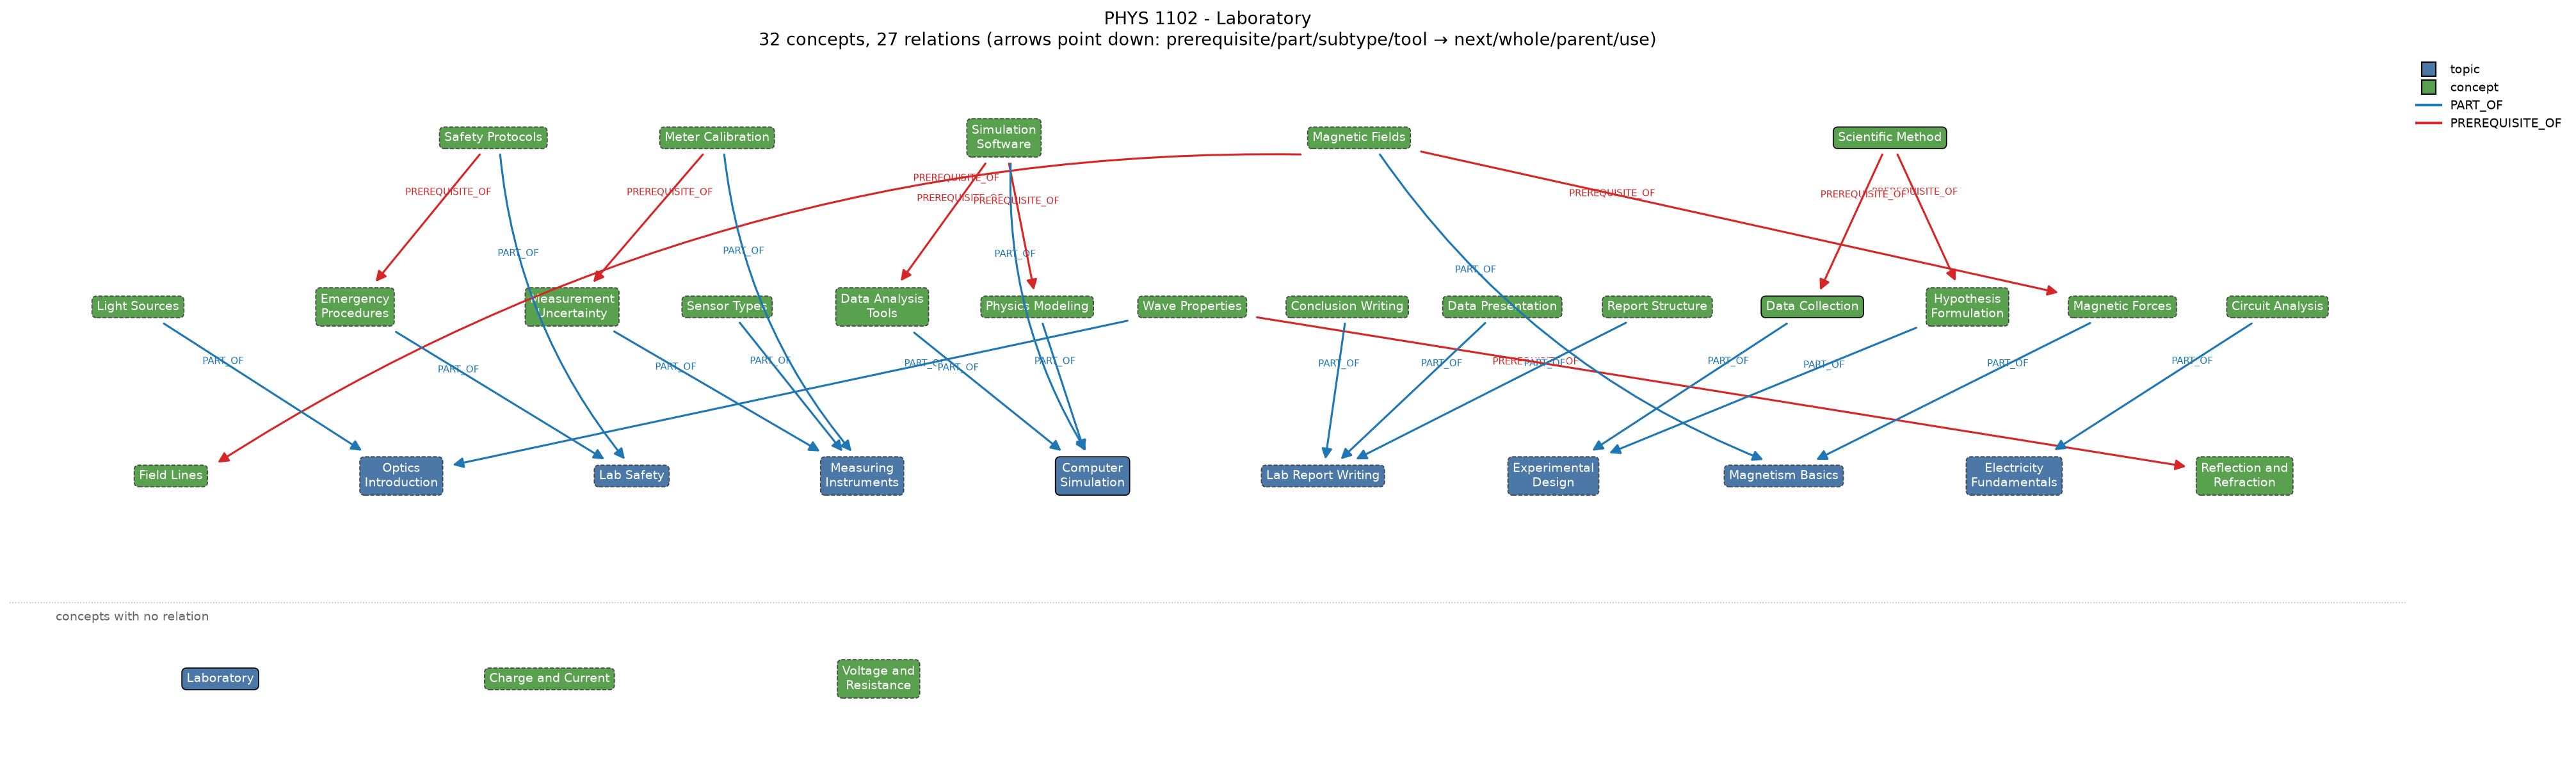 PHYS 1102 - Laboratory
32 concepts, 27 relations (arrows point down: prerequisite/part/subtype/tool → next/whole/parent/use)
topic
concept
PART_OF
PREREQUISITE_OF
Safety Protocols
Meter Calibration
Simulation
Software
Magnetic Fields
Scientific Method
PREREQUISITE_OF
PREREQUISITE_OF
PREREQUISITE_OF
PREREQUISITE_OF
PREREQUISITE_OF
PREREQUISITE_OF
PREREQUISITE_OF
PREREQUISITE_OF
PART_OF
PART_OF
PART_OF
PART_OF
Light Sources
Emergency
Procedures
Measurement
Uncertainty
Sensor Types
Data Analysis
Tools
Physics Modeling
Wave Properties
Conclusion Writing
Data Presentation
Report Structure
Data Collection
Hypothesis
Formulation
Magnetic Forces
Circuit Analysis
PART_OF
PART_OF
PART_OF
PART_OF
PART_OF
PART_OF
PART_OF
PART_OF
PART_OF
PREREQUISITE_OF
PART_OF
PART_OF
PART_OF
PART_OF
PART_OF
Field Lines
Optics
Introduction
Lab Safety
Measuring
Instruments
Computer
Simulation
Lab Report Writing
Experimental
Design
Magnetism Basics
Electricity
Fundamentals
Reflection and
Refraction
concepts with no relation
Laboratory
Charge and Current
Voltage and
Resistance